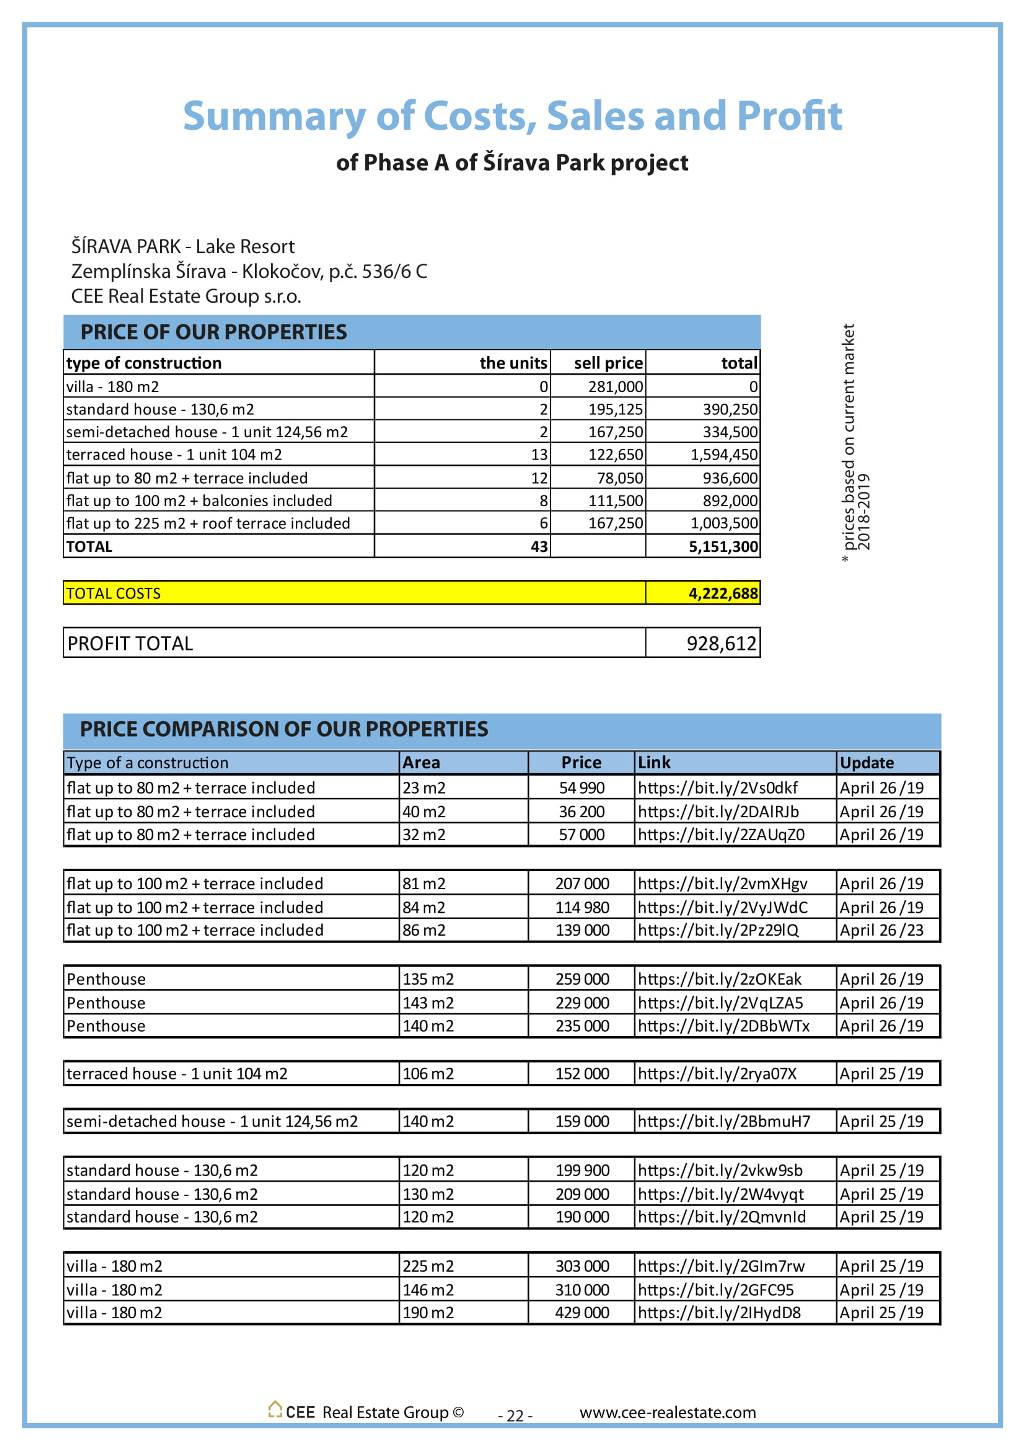 Summary of Costs, Sales and Profit
of Phase A of Šírava Park project
ŠÍRAVA PARK - Lake Resort
Zemplínska Šírava - Klokočov, p.č. 536/6 C
CEE Real Estate Group s.r.o.
PRICE OF OUR PROPERTIES
type of construction the units sell price total
villa - 180 m2 0 281,000 0
standard house - 130,6 m2 2 195,125 390,250
semi-detached house - 1 unit 124,56 m2 2 167,250 334,500
terraced house - 1 unit 104 m2 13 122,650 1,594,450
flat up to 80 m2 + terrace included 12 78,050 936,600
flat up to 100 m2 + balconies included 8 111,500 892,000
flat up to 225 m2 + roof terrace included 6 167,250 1,003,500
TOTAL 43 5,151,300
* prices based on current market
2018-2019
TOTAL COSTS 4,222,688
PROFIT TOTAL 928,612
PRICE COMPARISON OF OUR PROPERTIES
Type of a construction Area Price Link Update
flat up to 80 m2 + terrace included 23 m2 54 990 https://bit.ly/2Vs0dkf April 26 /19
flat up to 80 m2 + terrace included 40 m2 36 200 https://bit.ly/2DAlRJb April 26 /19
flat up to 80 m2 + terrace included 32 m2 57 000 https://bit.ly/2ZAUqZ0 April 26 /19
flat up to 100 m2 + terrace included 81 m2 207 000 https://bit.ly/2vmXHgv April 26 /19
flat up to 100 m2 + terrace included 84 m2 114 980 https://bit.ly/2VyJWdC April 26 /19
flat up to 100 m2 + terrace included 86 m2 139 000 https://bit.ly/2Pz29lQ April 26 /23
Penthouse 135 m2 259 000 https://bit.ly/2zOKEak April 26 /19
Penthouse 143 m2 229 000 https://bit.ly/2VqLZA5 April 26 /19
Penthouse 140 m2 235 000 https://bit.ly/2DBbWTx April 26 /19
terraced house - 1 unit 104 m2 106 m2 152 000 https://bit.ly/2rya07X April 25 /19
semi-detached house - 1 unit 124,56 m2 140 m2 159 000 https://bit.ly/2BbmuH7 April 25 /19
standard house - 130,6 m2 120 m2 199 900 https://bit.ly/2vkw9sb April 25 /19
standard house - 130,6 m2 130 m2 209 000 https://bit.ly/2W4vyqt April 25 /19
standard house - 130,6 m2 120 m2 190 000 https://bit.ly/2QmvnId April 25 /19
villa - 180 m2 225 m2 303 000 https://bit.ly/2GIm7rw April 25 /19
villa - 180 m2 146 m2 310 000 https://bit.ly/2GFC95 April 25 /19
villa - 180 m2 190 m2 429 000 https://bit.ly/2IHydD8 April 25 /19
CEE Real Estate Group © - 22 - www.cee-realestate.com